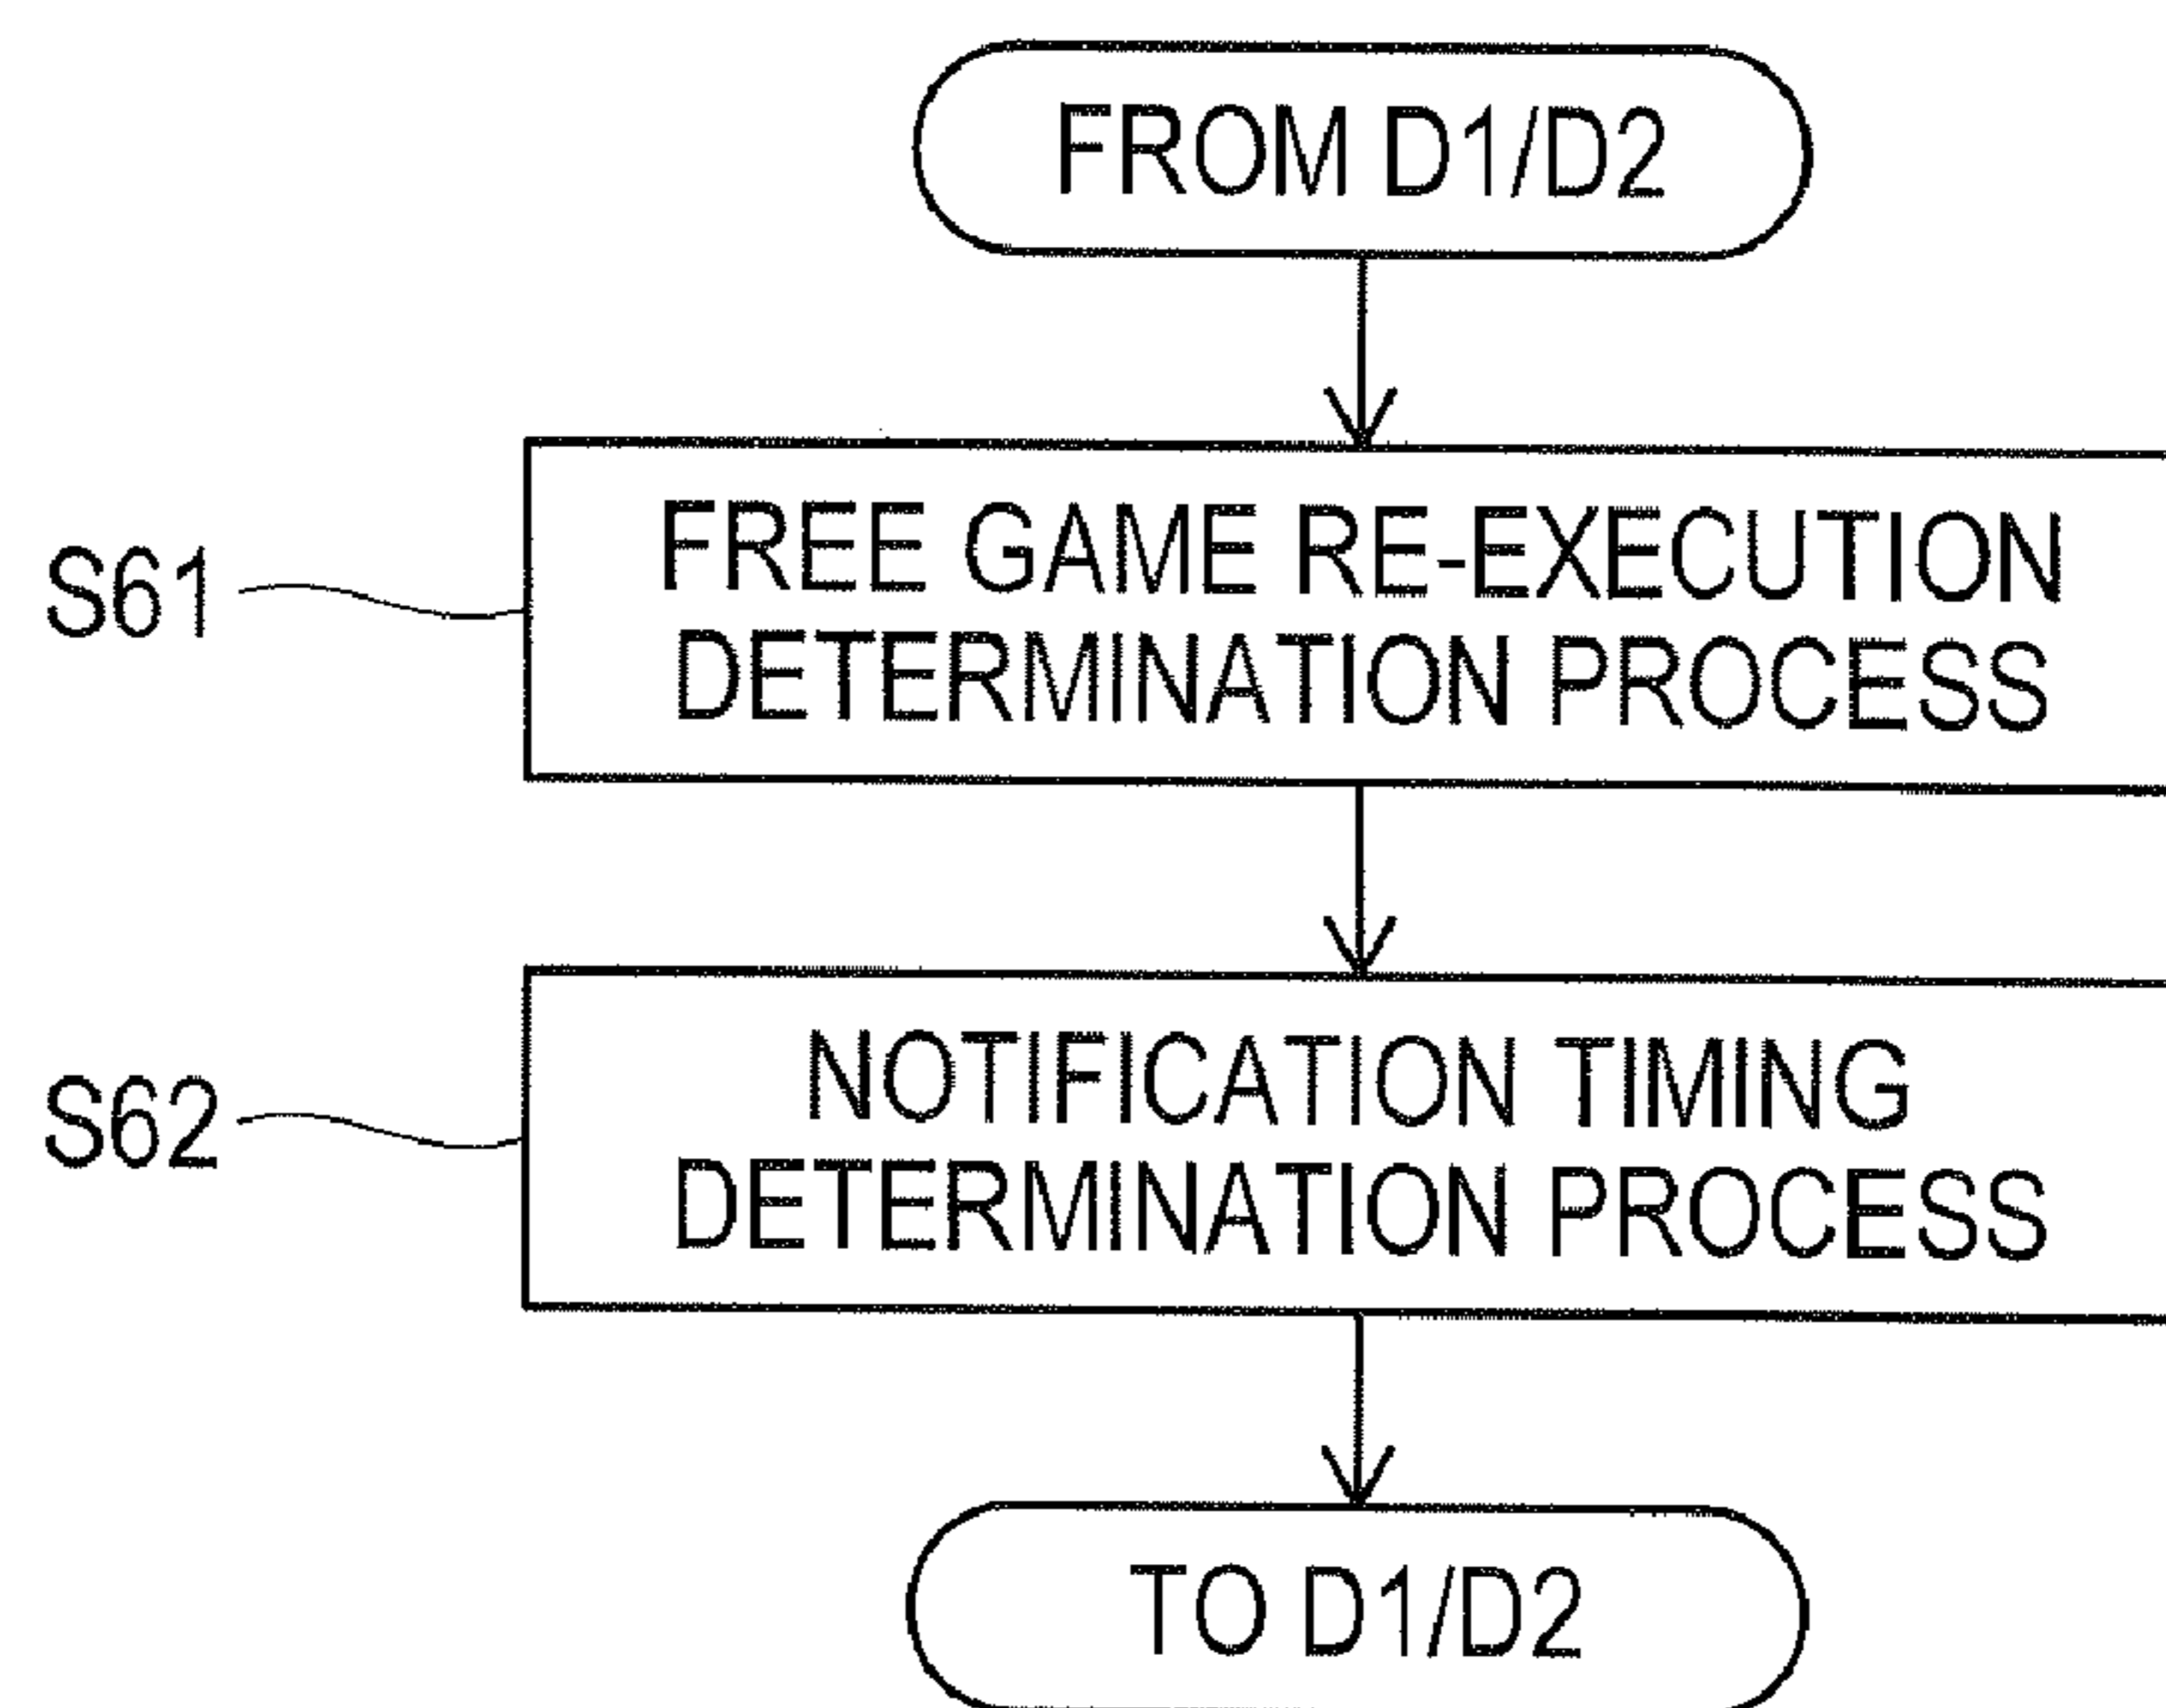 FROM D1/D2
S61
FREE GAME RE-EXECUTION
DETERMINATION PROCESS
S62
NOTIFICATION TIMING
DETERMINATION PROCESS
TO D1/D2